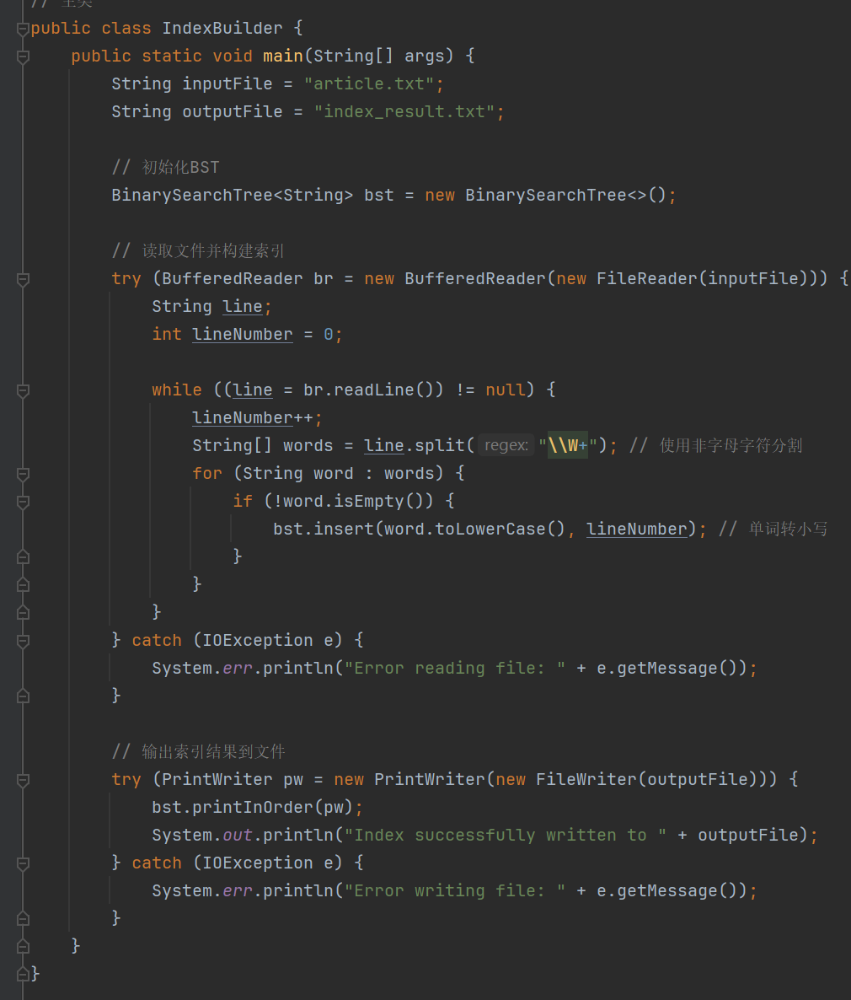 // 主类
public class IndexBuilder {
    public static void main(String[] args) {
        String inputFile = "article.txt";
        String outputFile = "index_result.txt";

        // 初始化BST
        BinarySearchTree<String> bst = new BinarySearchTree<>();

        // 读取文件并构建索引
        try (BufferedReader br = new BufferedReader(new FileReader(inputFile))) {
            String line;
            int lineNumber = 0;

            while ((line = br.readLine()) != null) {
                lineNumber++;
                String[] words = line.split( regex: "\\W+"); // 使用非字母字符分割
                for (String word : words) {
                    if (!word.isEmpty()) {
                        bst.insert(word.toLowerCase(), lineNumber); // 单词转小写
                    }
                }
            }
        } catch (IOException e) {
            System.err.println("Error reading file: " + e.getMessage());
        }

        // 输出索引结果到文件
        try (PrintWriter pw = new PrintWriter(new FileWriter(outputFile))) {
            bst.printInOrder(pw);
            System.out.println("Index successfully written to " + outputFile);
        } catch (IOException e) {
            System.err.println("Error writing file: " + e.getMessage());
        }
    }
}